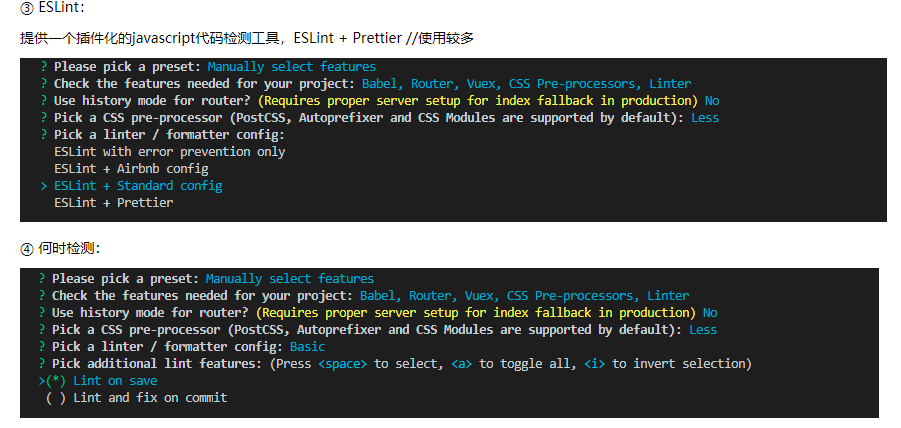 ③ ESLint：
提供一个插件化的javascript代码检测工具，ESLint + Prettier //使用较多
? Please pick a preset: Manually select features
? Check the features needed for your project: Babel, Router, Vuex, CSS Pre-processors, Linter
? Use history mode for router? (Requires proper server setup for index fallback in production) No
? Pick a CSS pre-processor (PostCSS, Autoprefixer and CSS Modules are supported by default): Less
? Pick a linter / formatter config:
ESLint with error prevention only
ESLint + Airbnb config
> ESLint + Standard config
ESLint + Prettier
④ 何时检测：
? Please pick a preset: Manually select features
? Check the features needed for your project: Babel, Router, Vuex, CSS Pre-processors, Linter
? Use history mode for router? (Requires proper server setup for index fallback in production) No
? Pick a CSS pre-processor (PostCSS, Autoprefixer and CSS Modules are supported by default): Less
? Pick a linter / formatter config: Basic
? Pick additional lint features: (Press <space> to select, <a> to toggle all, <i> to invert selection)
>(*) Lint on save
( ) Lint and fix on commit